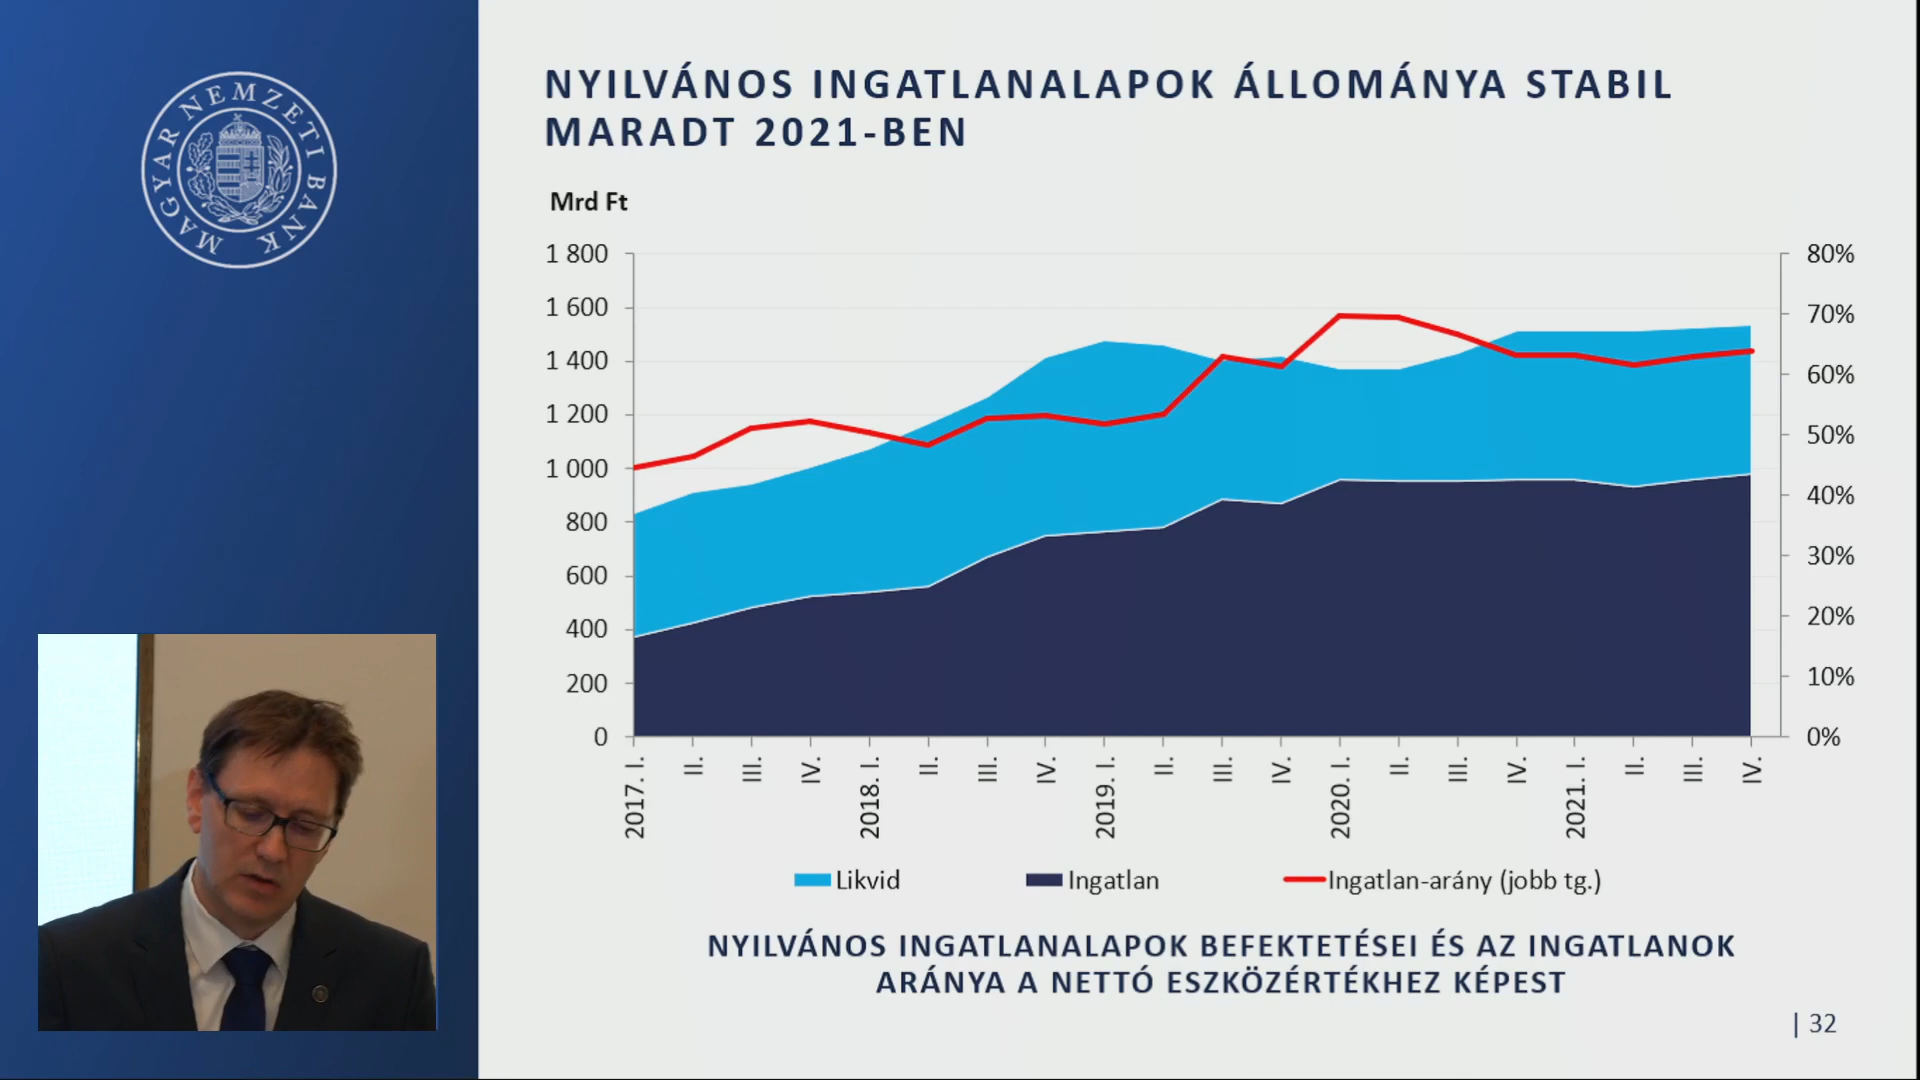 MAGYAR NEMZETI BANK
NYILVÁNOS INGATLANALAPOK ÁLLOMÁNYA STABIL
MARADT 2021-BEN
Mrd Ft
1 800
1 600
1 400
1 200
1 000
800
600
400
200
0
80%
70%
60%
50%
40%
30%
20%
10%
0%
2017. I.
II.
III.
IV.
2018. I.
II.
III.
IV.
2019. I.
II.
III.
IV.
2020. I.
II.
III.
IV.
2021. I.
II.
III.
IV.
Likvid
Ingatlan
Ingatlan-arány (jobb tg.)
NYILVÁNOS INGATLANALAPOK BEFEKTETÉSEI ÉS AZ INGATLANOK
ARÁNYA A NETTÓ ESZKÖZÉRTÉKHEZ KÉPEST
| 32